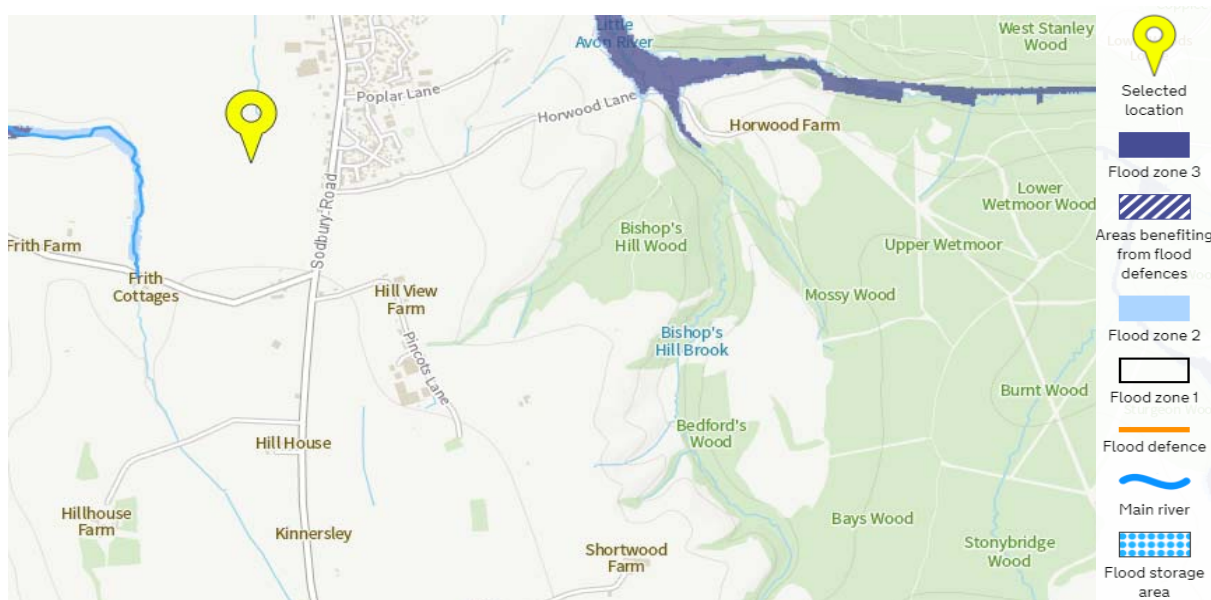 Little
Avon River
West Stanley
Wood
Poplar Lane
Horwood Lane
Horwood Farm
Sodbury-Road
Lower
Wetmoor Wood
Bishop's
Hill Wood
Upper Wetmoor
Frith Farm
Frith
Cottages
Hill View
Farm
Mossy Wood
Pincots Lane
Bishop's
Hill Brook
Burnt Wood
Bedford's
Wood
Hill House
Hillhouse
Farm
Kinnersley
Bays Wood
Shortwood
Farm
Stonybridge
Wood
Selected
location
Flood zone 3
Areas benefiting
from flood
defences
Flood zone 2
Flood zone 1
Flood defence
Main river
Flood storage
area